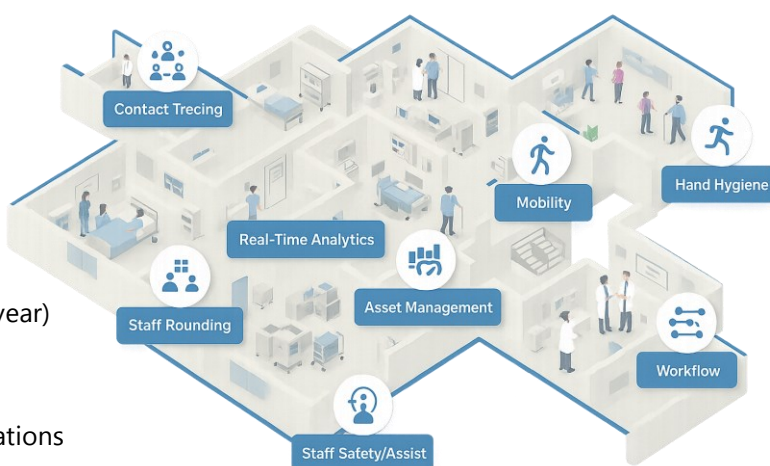 Contact Trecing
Mobility
Hand Hygiene
Real-Time Analytics
Asset Management
year)
Staff Rounding
Workflow
ations
Staff Safety/Assist